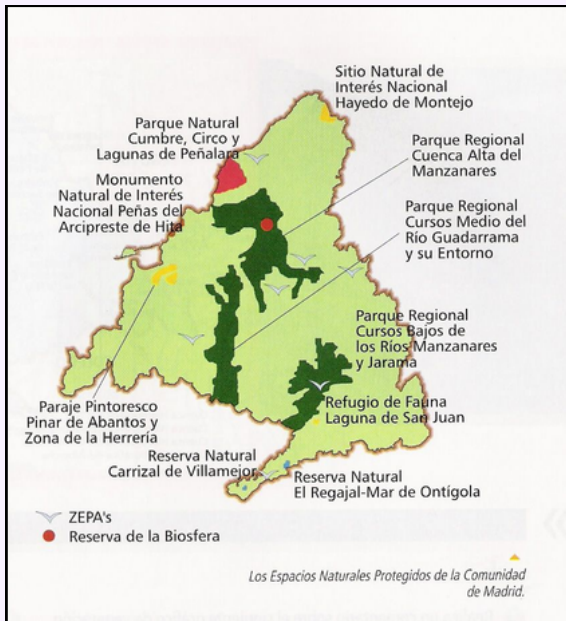 Sitio Natural de
Interés Nacional
Hayedo de Montejo
Parque Natural
Cumbre, Circo y
Lagunas de Peñalara
Parque Regional
Cuenca Alta del
Manzanares
Monumento
Natural de Interés
Nacional Peñas del
Arcipreste de Hita
Parque Regional
Cursos Medio del
Río Guadarrama
y su Entorno
Parque Regional
Cursos Bajos de
los Ríos Manzanares
y Jarama
Paraje Pintoresco
Pinar de Abantos y
Zona de la Herrería
Refugio de Fauna
Laguna de San Juan
Reserva Natural
Carrizal de Villamejor
Reserva Natural
El Regajal-Mar de Ontígola
ZEPA's
Reserva de la Biosfera
Los Espacios Naturales Protegidos de la Comunidad
de Madrid.